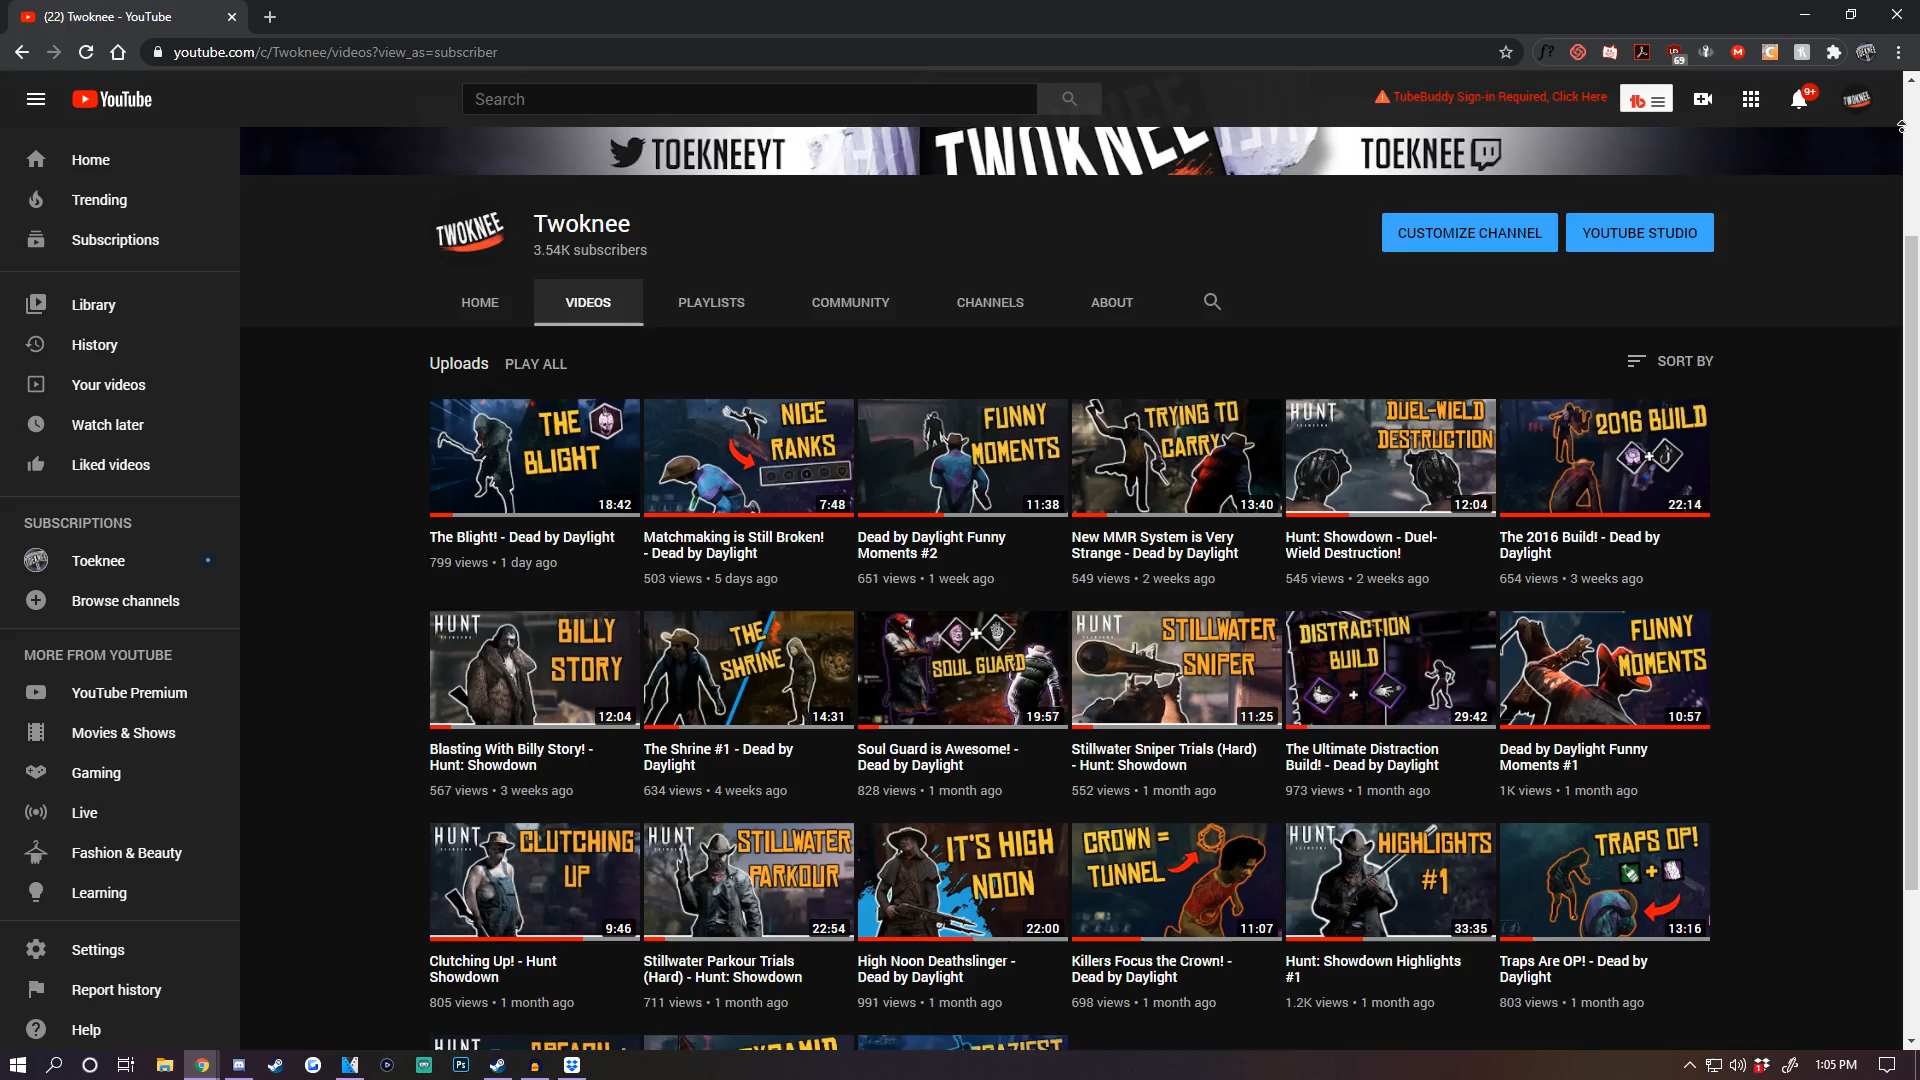 (22) Twoknee - YouTube
youtube.com/c/Twoknee/videos?view_as=subscriber
69
YouTube
Search
TubeBuddy Sign-in Required, Click Here
9+
TOEKNEEYT
TWOKNEE
TOEKNEE
Home
Trending
Subscriptions
Library
History
Your videos
Watch later
Liked videos
SUBSCRIPTIONS
Toeknee
Browse channels
MORE FROM YOUTUBE
YouTube Premium
Movies & Shows
Gaming
Live
Fashion & Beauty
Learning
Settings
Report history
Help
TWOKNEE
Twoknee
3.54K subscribers
CUSTOMIZE CHANNEL
YOUTUBE STUDIO
HOME
VIDEOS
PLAYLISTS
COMMUNITY
CHANNELS
ABOUT
Uploads
PLAY ALL
SORT BY
THE
BLIGHT
18:42
The Blight! - Dead by Daylight
799 views • 1 day ago
NICE
RANKS
7:48
Matchmaking is Still Broken!
- Dead by Daylight
503 views • 5 days ago
FUNNY
MOMENTS
11:38
Dead by Daylight Funny
Moments #2
651 views • 1 week ago
TRYING TO
CARRY
13:40
New MMR System is Very
Strange - Dead by Daylight
549 views • 2 weeks ago
HUNT
DUEL-WIELD
DESTRUCTION
12:04
Hunt: Showdown - Duel-
Wield Destruction!
545 views • 2 weeks ago
2016 BUILD
22:14
The 2016 Build! - Dead by
Daylight
654 views • 3 weeks ago
HUNT
BILLY
STORY
12:04
Blasting With Billy Story! -
Hunt: Showdown
567 views • 3 weeks ago
THE
SHRINE
14:31
The Shrine #1 - Dead by
Daylight
634 views • 4 weeks ago
SOUL GUARD
19:57
Soul Guard is Awesome! -
Dead by Daylight
828 views • 1 month ago
HUNT
STILLWATER
SNIPER
11:25
Stillwater Sniper Trials (Hard)
- Hunt: Showdown
552 views • 1 month ago
DISTRACTION
BUILD
29:42
The Ultimate Distraction
Build! - Dead by Daylight
973 views • 1 month ago
FUNNY
MOMENTS
10:57
Dead by Daylight Funny
Moments #1
1K views • 1 month ago
HUNT
CLUTCHING
UP
9:46
Clutching Up! - Hunt
Showdown
805 views • 1 month ago
HUNT
STILLWATER
PARKOUR
22:54
Stillwater Parkour Trials
(Hard) - Hunt: Showdown
711 views • 1 month ago
IT'S HIGH
NOON
22:00
High Noon Deathslinger -
Dead by Daylight
991 views • 1 month ago
CROWN =
TUNNEL
11:07
Killers Focus the Crown! -
Dead by Daylight
698 views • 1 month ago
HUNT
HIGHLIGHTS
#1
33:35
Hunt: Showdown Highlights
#1
1.2K views • 1 month ago
TRAPS OP!
13:16
Traps Are OP! - Dead by
Daylight
803 views • 1 month ago
HUNT
1:05 PM